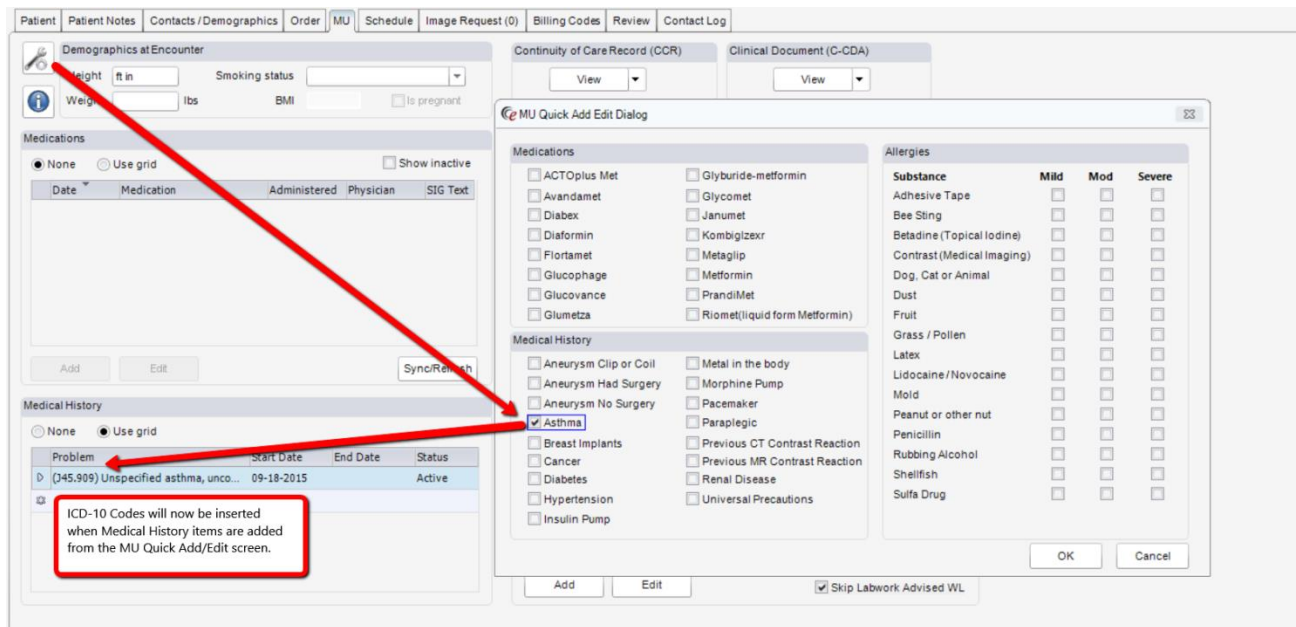 Patient Patient Notes Contacts / Demographics Order MU Schedule Image Request (0) Billing Codes Review Contact Log
Demographics at Encounter
Height ft in Smoking status
Weight lbs BMI Is pregnant
Continuity of Care Record (CCR)
View
Clinical Document (C-CDA)
View
Medications
None Use grid Show inactive
Date Medication Administered Physician SIG Text
Add Edit Sync/Refresh
Medical History
None Use grid
Problem Start Date End Date Status
(J45.909) Unspecified asthma, unco... 09-18-2015 Active
ICD-10 Codes will now be inserted
when Medical History items are added
from the MU Quick Add/Edit screen.
MU Quick Add Edit Dialog
Medications
ACTOplus Met Glyburide-metformin
Avandamet Glycomet
Diabex Janumet
Diaformin Kombiglzexr
Flortamet Metaglip
Glucophage Metformin
Glucovance PrandiMet
Glumetza Riomet(liquid form Metformin)
Medical History
Aneurysm Clip or Coil Metal in the body
Aneurysm Had Surgery Morphine Pump
Aneurysm No Surgery Pacemaker
Asthma Paraplegic
Breast Implants Previous CT Contrast Reaction
Cancer Previous MR Contrast Reaction
Diabetes Renal Disease
Hypertension Universal Precautions
Insulin Pump
Allergies
Substance Mild Mod Severe
Adhesive Tape
Bee Sting
Betadine (Topical Iodine)
Contrast (Medical Imaging)
Dog, Cat or Animal
Dust
Fruit
Grass / Pollen
Latex
Lidocaine / Novocaine
Mold
Peanut or other nut
Penicillin
Rubbing Alcohol
Shellfish
Sulfa Drug
OK Cancel
Add Edit Skip Labwork Advised WL